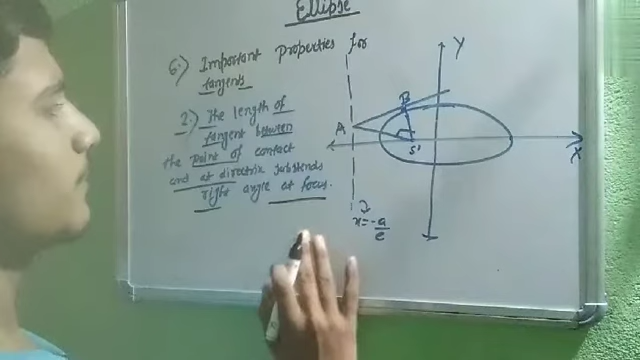 Ellipse
6.) Important Properties for
tangents
2.) The length of
tangent between
the point of contact
and at directrix substends
right angle at focus.
Y
B
A
S'
X
x = -a/e